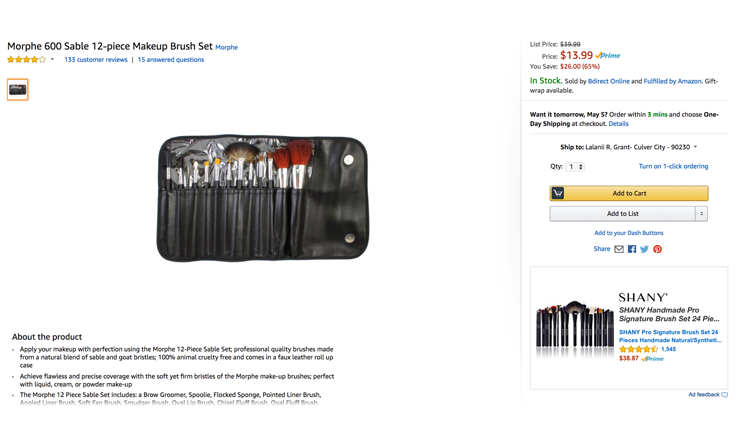 Morphe 600 Sable 12-piece Makeup Brush Set Morphe
133 customer reviews | 15 answered questions
About the product
Apply your makeup with perfection using the Morphe 12-Piece Sable Set; professional quality brushes made
from a natural blend of sable and goat bristles; 100% animal cruelty free and comes in a faux leather roll up
case
Achieve flawless and precise coverage with the soft yet firm bristles of the Morphe make-up brushes; perfect
with liquid, cream, or powder make-up
The Morphe 12 Piece Sable Set includes: a Brow Groomer, Spoolie, Flocked Sponge, Pointed Liner Brush,
Angled Liner Brush, Soft Fan Brush, Smudger Brush, Oval Lip Brush, Chisel Fluff Brush, Oval Fluff Brush,
List Price: $39.99
Price: $13.99 Prime
You Save: $26.00 (65%)
In Stock. Sold by Bdirect Online and Fulfilled by Amazon. Gift-
wrap available.
Want it tomorrow, May 5? Order within 3 mins and choose One-
Day Shipping at checkout. Details
Ship to: Lalanii R. Grant- Culver City - 90230
Qty: 1
Turn on 1-click ordering
Add to Cart
Add to List
Add to your Dash Buttons
Share
SHANY
SHANY Handmade Pro
Signature Brush Set 24 Pie...
SHANY Pro Signature Brush Set 24
Pieces Handmade Natural/Syntheti...
1,545
$38.87 Prime
Ad feedback